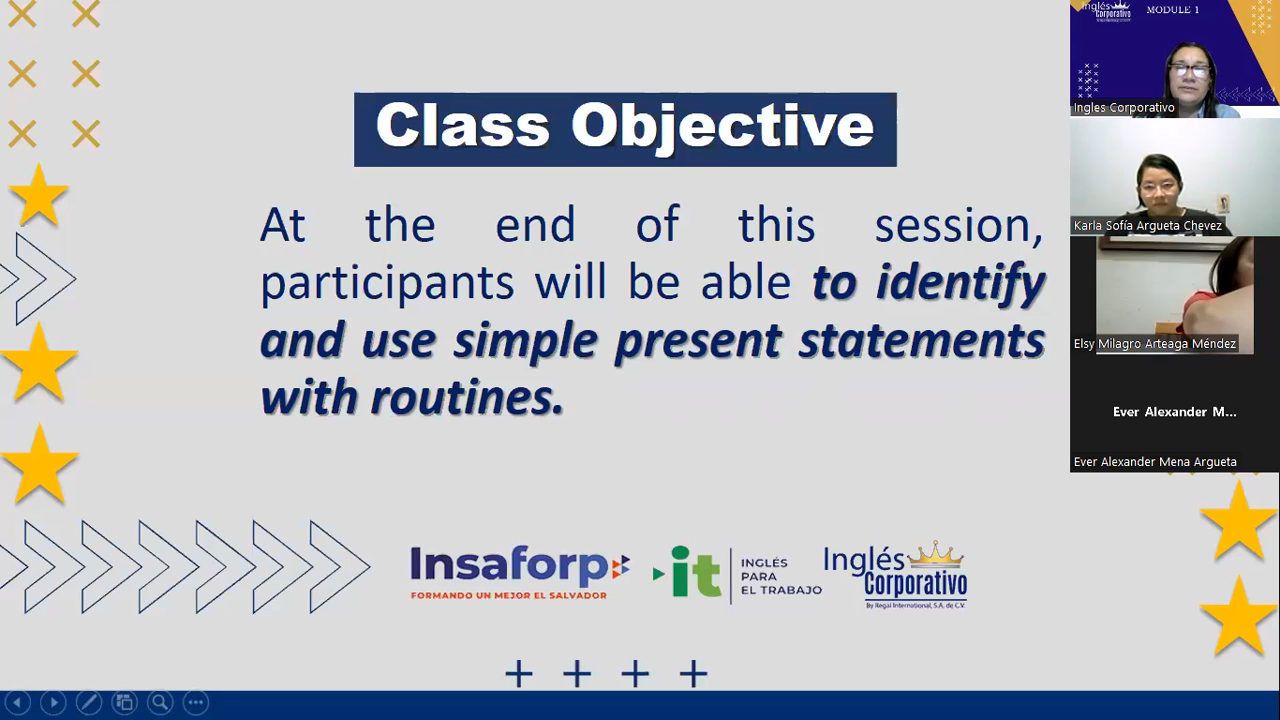 Class Objective
At the end of this session,
participants will be able to identify
and use simple present statements
with routines.
Insaforp
FORMANDO UN MEJOR EL SALVADOR
it
INGLÉS
PARA
EL TRABAJO
Inglés
Corporativo
By Regal International, S.A. de C.V.
Inglés
Corporativo
MODULE 1
Ingles Corporativo
Karla Sofía Argueta Chevez
Elsy Milagro Arteaga Méndez
Ever Alexander M...
Ever Alexander Mena Argueta